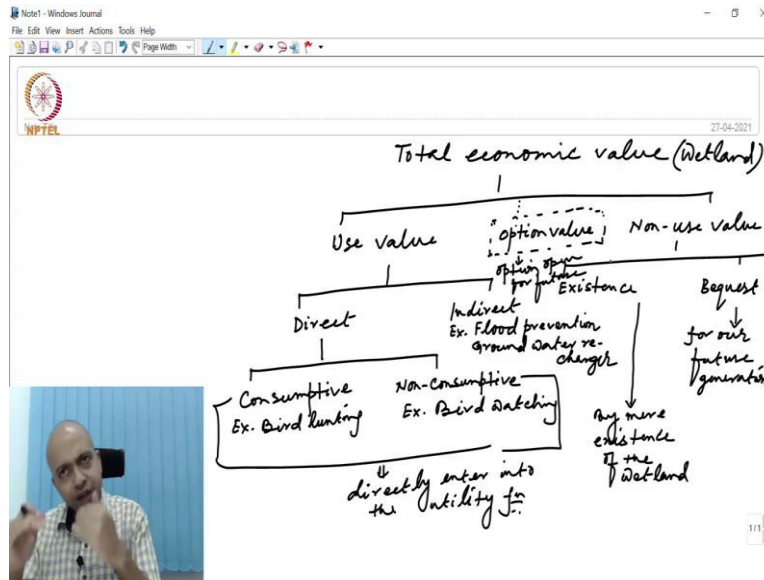 Note1 - Windows Journal
File Edit View Insert Actions Tools Help
Page Width
NPTEL
27-04-2021
Total economic value (Wetland)
Use value
Option value
Non-use value
option open
for future
Direct
Indirect
Ex. Flood prevention
Ground water re-
changer
Existence
Bequest
for our
future
generation
Consumptive
Ex. Bird hunting
Non-Consumptive
Ex. Bird watching
By mere
existence
of the
Wetland
directly enter into
the utility fn
1/1